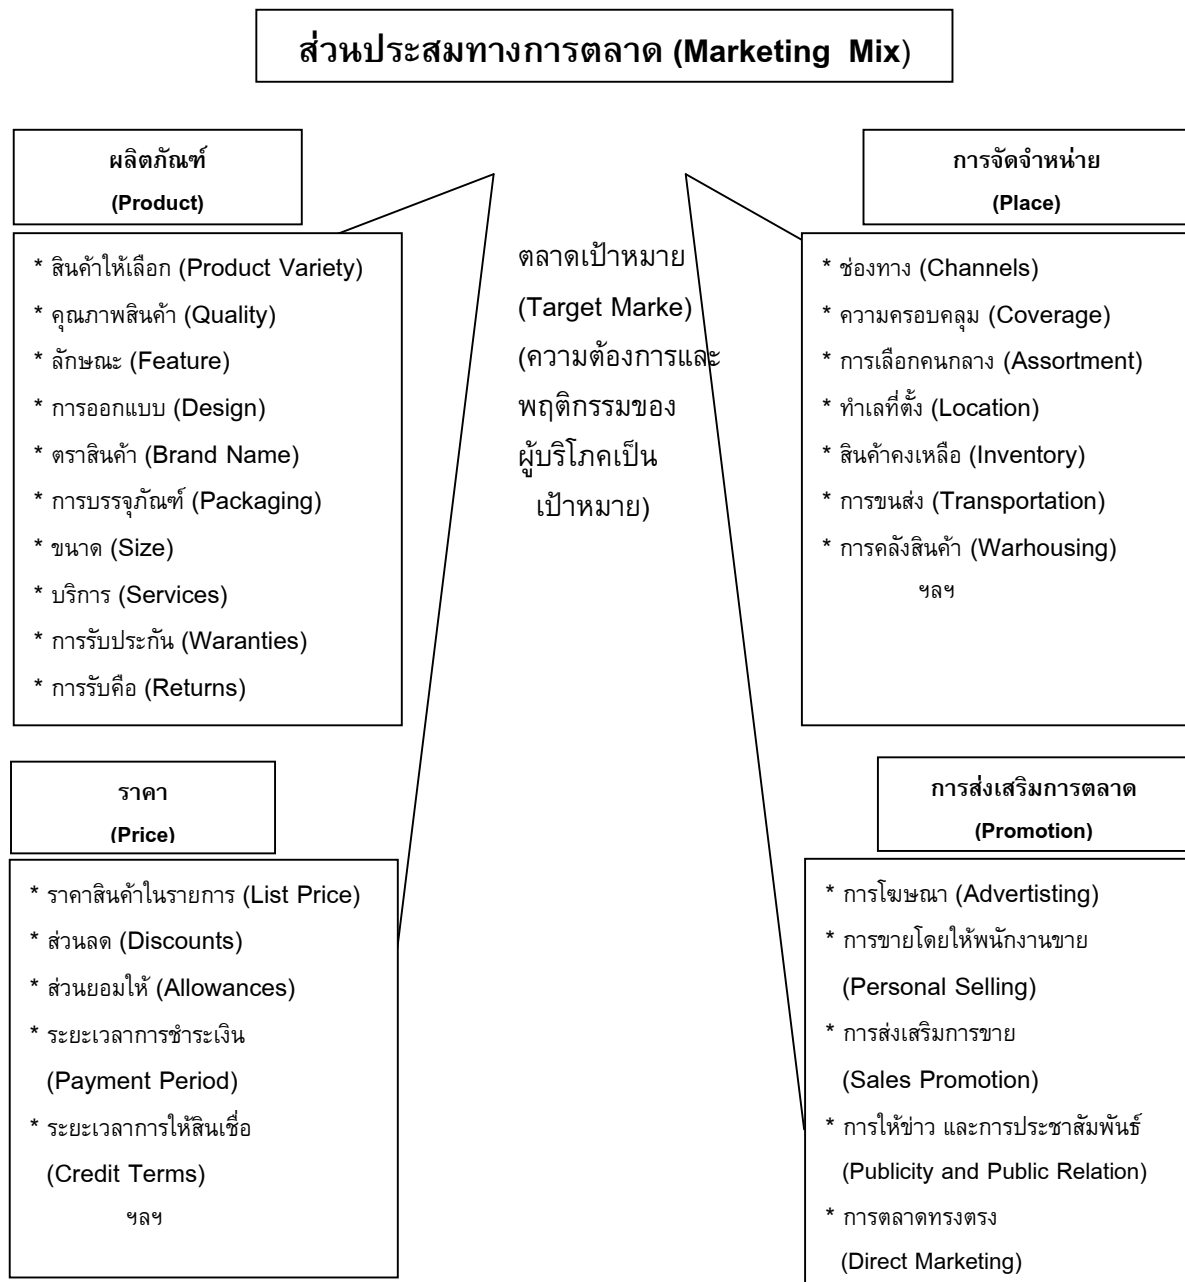 ส่วนประสมทางการตลาด (Marketing Mix)
ผลิตภัณฑ์
(Product)
* สินค้าให้เลือก (Product Variety)
* คุณภาพสินค้า (Quality)
* ลักษณะ (Feature)
* การออกแบบ (Design)
* ตราสินค้า (Brand Name)
* การบรรจุภัณฑ์ (Packaging)
* ขนาด (Size)
* บริการ (Services)
* การรับประกัน (Waranties)
* การรับคือ (Returns)
ตลาดเป้าหมาย
(Target Marke)
(ความต้องการและ
พฤติกรรมของ
ผู้บริโภคเป็น
เป้าหมาย)
การจัดจำหน่าย
(Place)
* ช่องทาง (Channels)
* ความครอบคลุม (Coverage)
* การเลือกคนกลาง (Assortment)
* ทำเลที่ตั้ง (Location)
* สินค้าคงเหลือ (Inventory)
* การขนส่ง (Transportation)
* การคลังสินค้า (Warhousing)
ฯลฯ
ราคา
(Price)
* ราคาสินค้าในรายการ (List Price)
* ส่วนลด (Discounts)
* ส่วนยอมให้ (Allowances)
* ระยะเวลาการชำระเงิน
(Payment Period)
* ระยะเวลาการให้สินเชื่อ
(Credit Terms)
ฯลฯ
การส่งเสริมการตลาด
(Promotion)
* การโฆษณา (Advertisting)
* การขายโดยให้พนักงานขาย
(Personal Selling)
* การส่งเสริมการขาย
(Sales Promotion)
* การให้ข่าว และการประชาสัมพันธ์
(Publicity and Public Relation)
* การตลาดทรงตรง
(Direct Marketing)